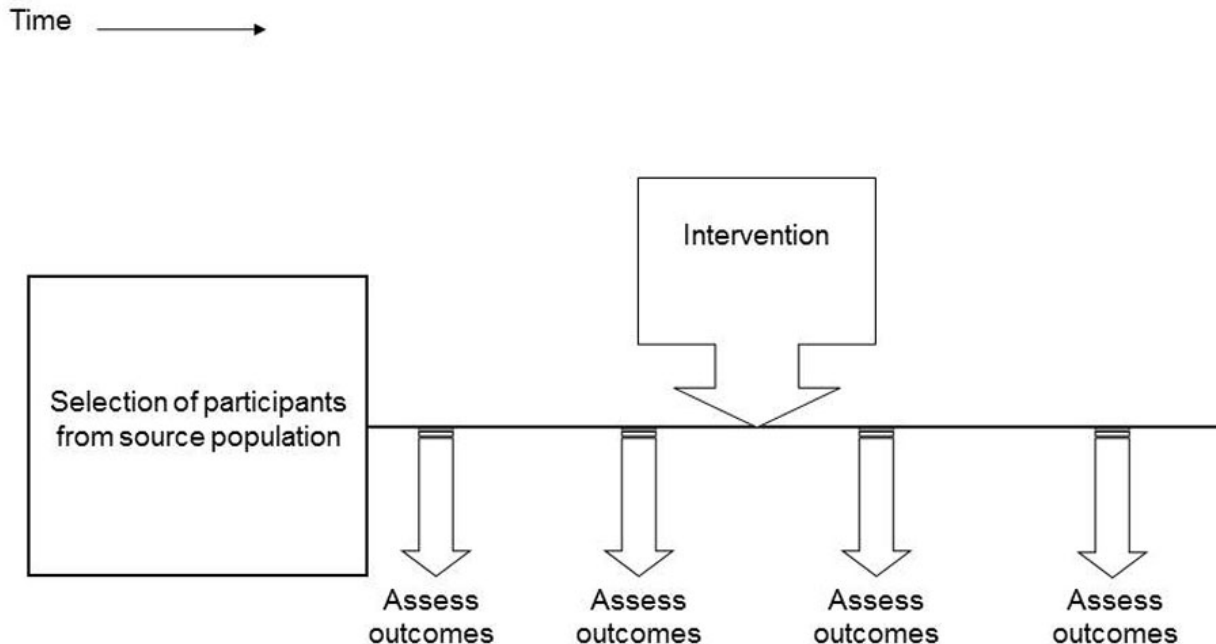 Time
Intervention
Selection of participants
from source population
Assess
outcomes
Assess
outcomes
Assess
outcomes
Assess
outcomes